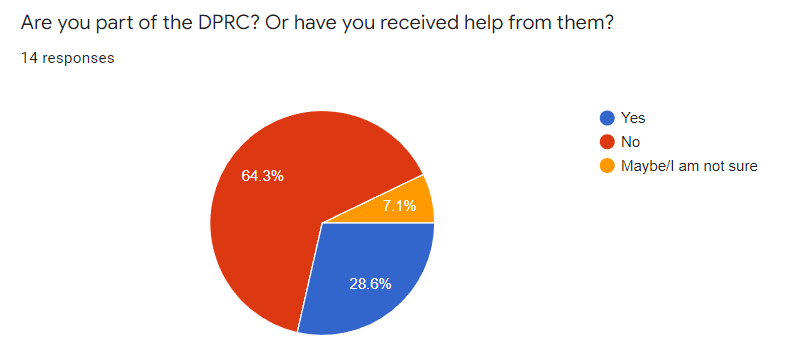 Are you part of the DPRC? Or have you received help from them?
14 responses
Yes
No
Maybe/I am not sure
64.3%
7.1%
28.6%